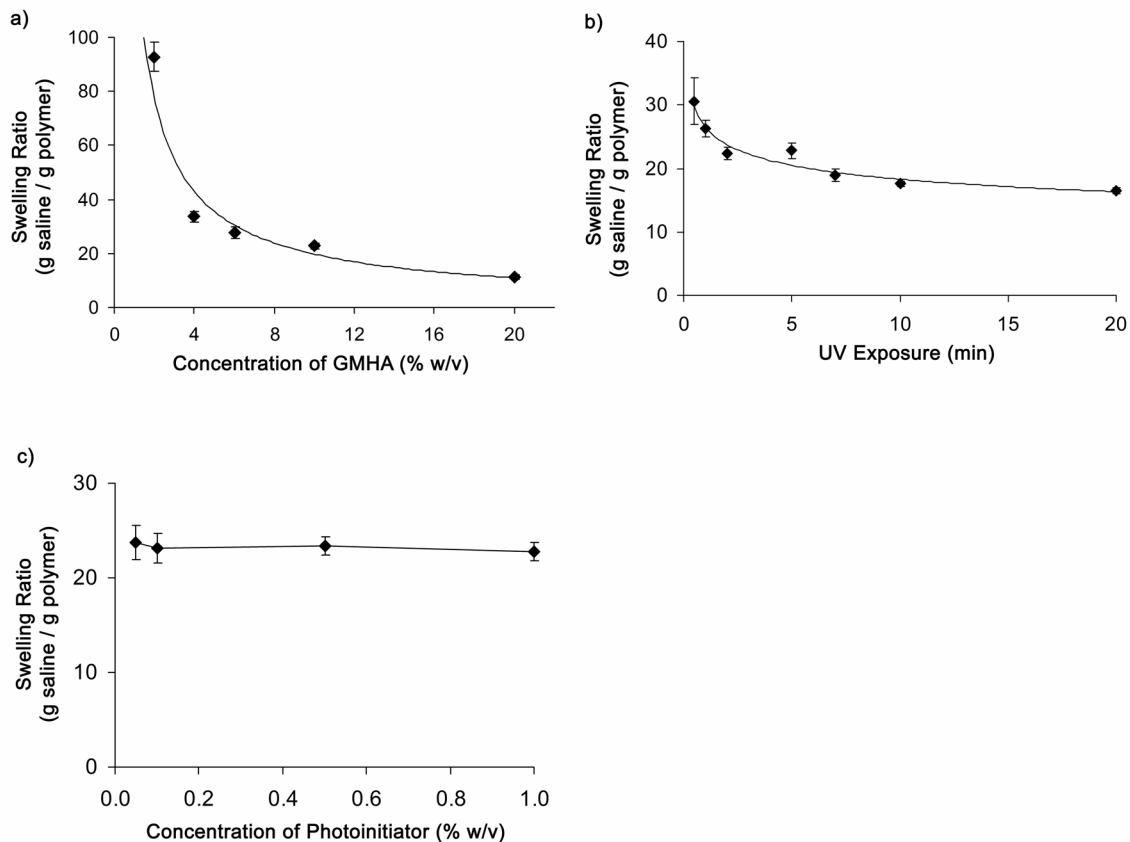 a)
Swelling Ratio
(g saline / g polymer)
100
80
60
40
20
0
0 4 8 12 16 20
Concentration of GMHA (% w/v)
b)
Swelling Ratio
(g saline / g polymer)
40
30
20
10
0
0 5 10 15 20
UV Exposure (min)
c)
Swelling Ratio
(g saline / g polymer)
30
20
10
0
0.0 0.2 0.4 0.6 0.8 1.0
Concentration of Photoinitiator (% w/v)